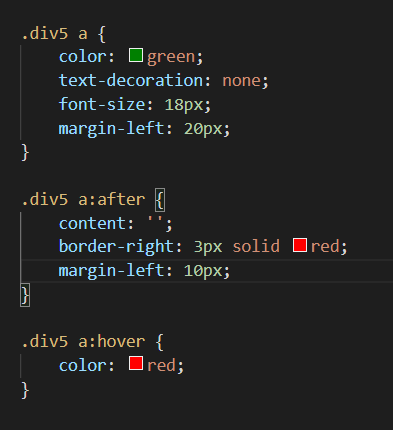 .div5 a {
color: green;
text-decoration: none;
font-size: 18px;
margin-left: 20px;
}
.div5 a:after {
content: '';
border-right: 3px solid red;
margin-left: 10px;
}
.div5 a:hover {
color: red;
}